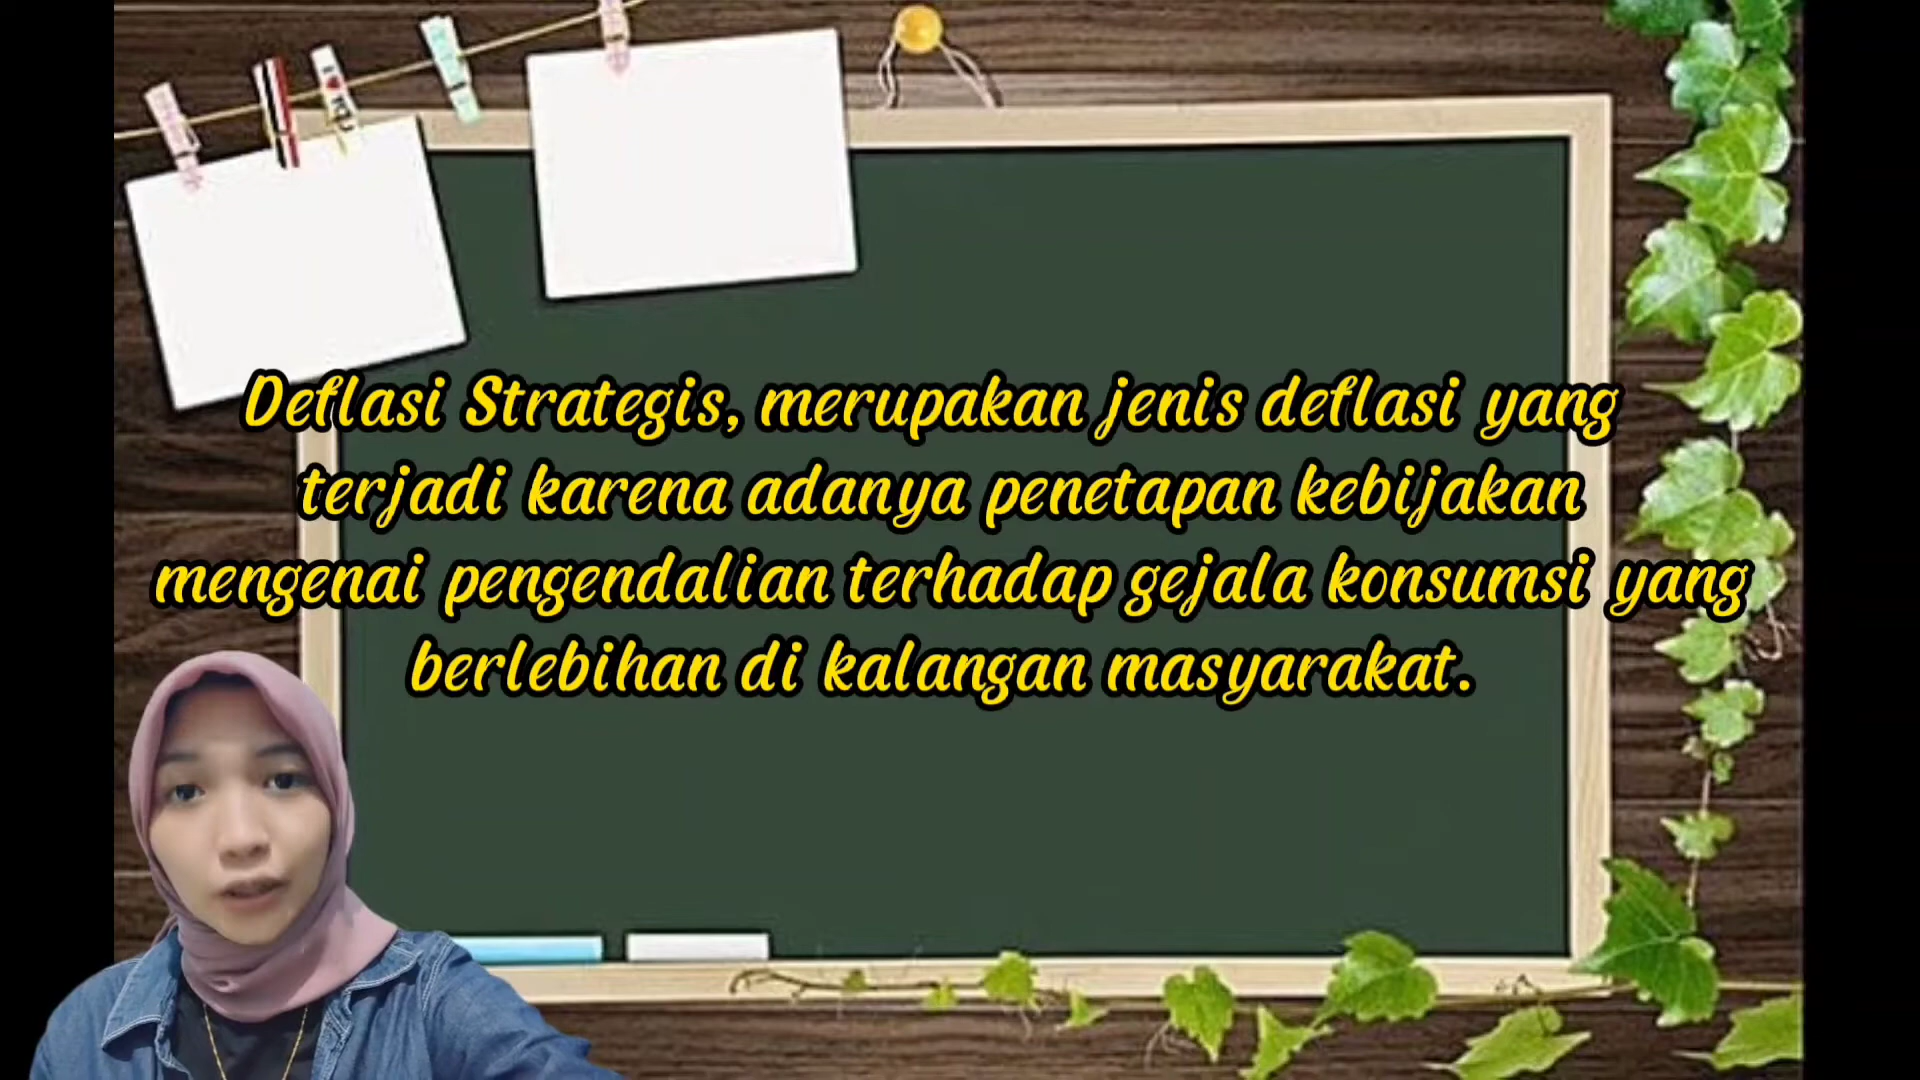 Deflasi Strategis, merupakan jenis deflasi yang
terjadi karena adanya penetapan kebijakan
mengenai pengendalian terhadap gejala konsumsi yang
berlebihan di kalangan masyarakat.